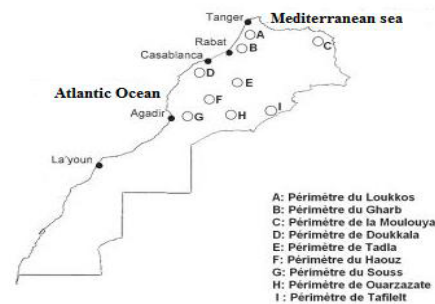 Mediterranean sea
Tanger
A
Rabat
B
C
Casablanca
D
E
Atlantic Ocean
F
Agadir
G
H
I
La'youn
A: Périmètre du Loukkos
B: Périmètre du Gharb
C: Périmètre de la Moulouya
D: Périmètre de Doukkala
E: Périmètre de Tadla
F: Périmètre du Haouz
G: Périmètre du Souss
H: Périmètre de Ouarzazate
I : Périmètre de Tafilelt